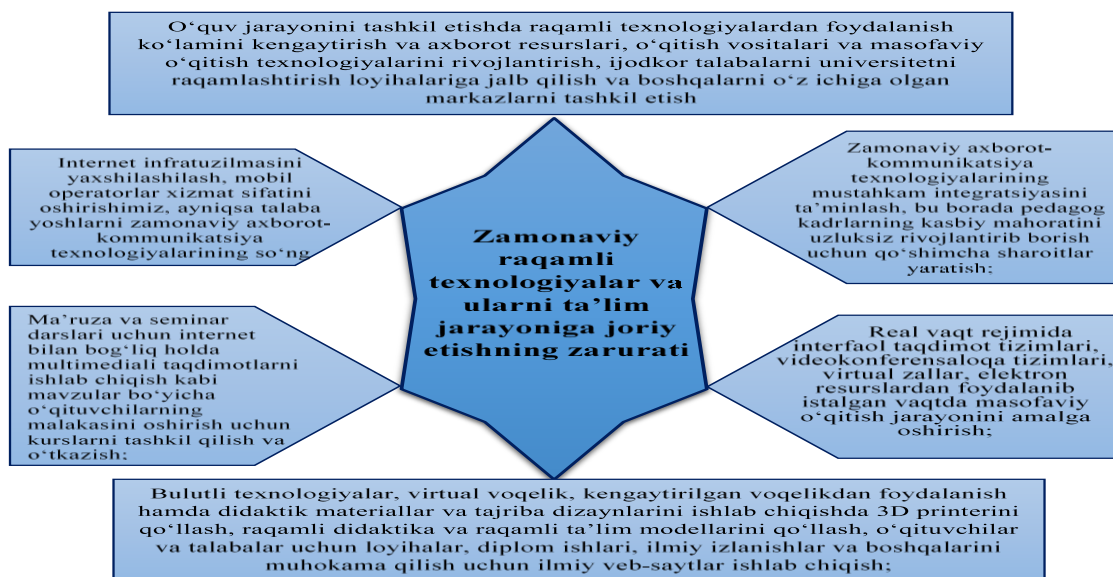 O‘quv jarayonini tashkil etishda raqamli texnologiyalardan foydalanish
ko‘lamini kengaytirish va axborot resurslari, o‘qitish vositalari va masofaviy
o‘qitish texnologiyalarini rivojlantirish, ijodkor talabalarni universitetni
raqamlashtirish loyihalariga jalb qilish va boshqalarni o‘z ichiga olgan
markazlarni tashkil etish
Internet infratuzilmasini
yaxshilashilash, mobil
operatorlar xizmat sifatini
oshirishimiz, ayniqsa talaba
yoshlarni zamonaviy axborot-
kommunikatsiya
texnologiyalarining so‘ng
Zamonaviy axborot-
kommunikatsiya
texnologiyalarining
mustahkam integratsiyasini
ta’minlash, bu borada pedagog
kadrlarning kasbiy mahoratini
uzluksiz rivojlantirib borish
uchun qo‘shimcha sharoitlar
yaratish;
Zamonaviy
raqamli
texnologiyalar va
ularni ta’lim
jarayoniga joriy
etishning zarurati
Ma’ruza va seminar
darslari uchun internet
bilan bog‘liq holda
multimediali taqdimotlarni
ishlab chiqish kabi
mavzular bo‘yicha
o‘qituvchilarning
malakasini oshirish uchun
kurslarni tashkil qilish va
o‘tkazish;
Real vaqt rejimida
interfaol taqdimot tizimlari,
videokonferensaloqa tizimlari,
virtual zallar, elektron
resurslardan foydalanib
istalgan vaqtda masofaviy
o‘qitish jarayonini amalga
oshirish;
Bulutli texnologiyalar, virtual voqelik, kengaytirilgan voqelikdan foydalanish
hamda didaktik materiallar va tajriba dizaynlarini ishlab chiqishda 3D printerini
qo‘llash, raqamli didaktika va raqamli ta’lim modellarini qo‘llash, o‘qituvchilar
va talabalar uchun loyihalar, diplom ishlari, ilmiy izlanishlar va boshqalarini
muhokama qilish uchun ilmiy veb-saytlar ishlab chiqish;